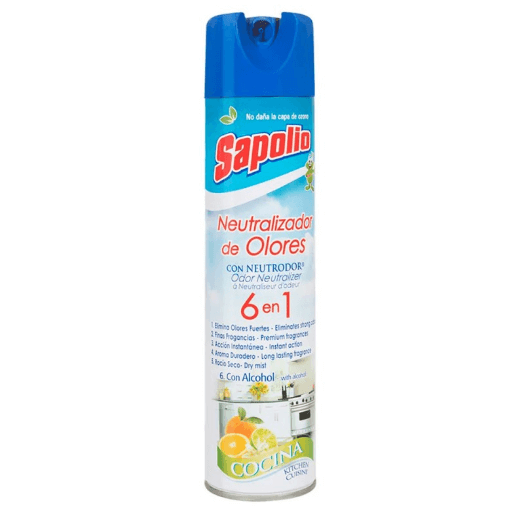 No daña la capa de ozono
Sapolio
Neutralizador
de Olores
CON NEUTRODOR®
Odor Neutralizer
à Neutraliseur d'odeur
6 en 1
1. Elimina Olores Fuertes - Eliminates strong
2. Finas Fragancias - Premium fragrances
3. Acción Instantánea - Instant action
4. Aroma Duradero - Long lasting fragrance
5. Rocío Seco - Dry mist
6. Con Alcohol with alcohol
COCINA
KITCHEN
CUISINE